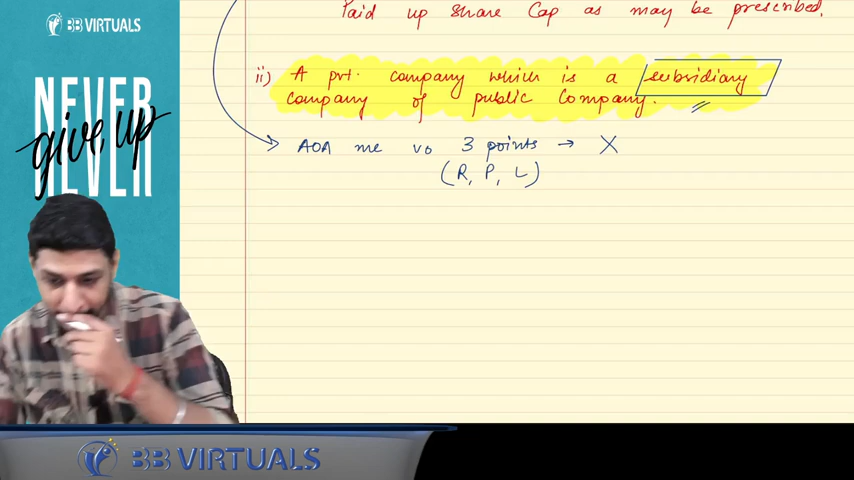 Paid up Share Cap as may be prescribed.
BB VIRTUALS
NEVER
give up
NEVER
ii) A pvt. company which is a subsidiary
company of public Company.
AOA me vo 3 points → X
(R, P, L)
BB VIRTUALS